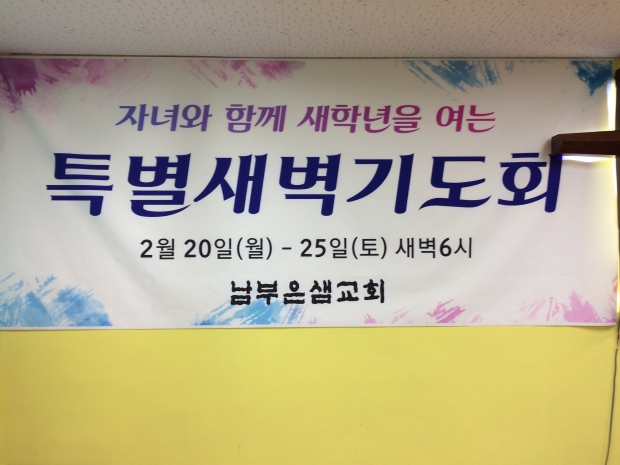 자녀와 함께 새학년을 여는
특별새벽기도회
2월 20일(월) - 25일(토) 새벽6시
남부은샘교회